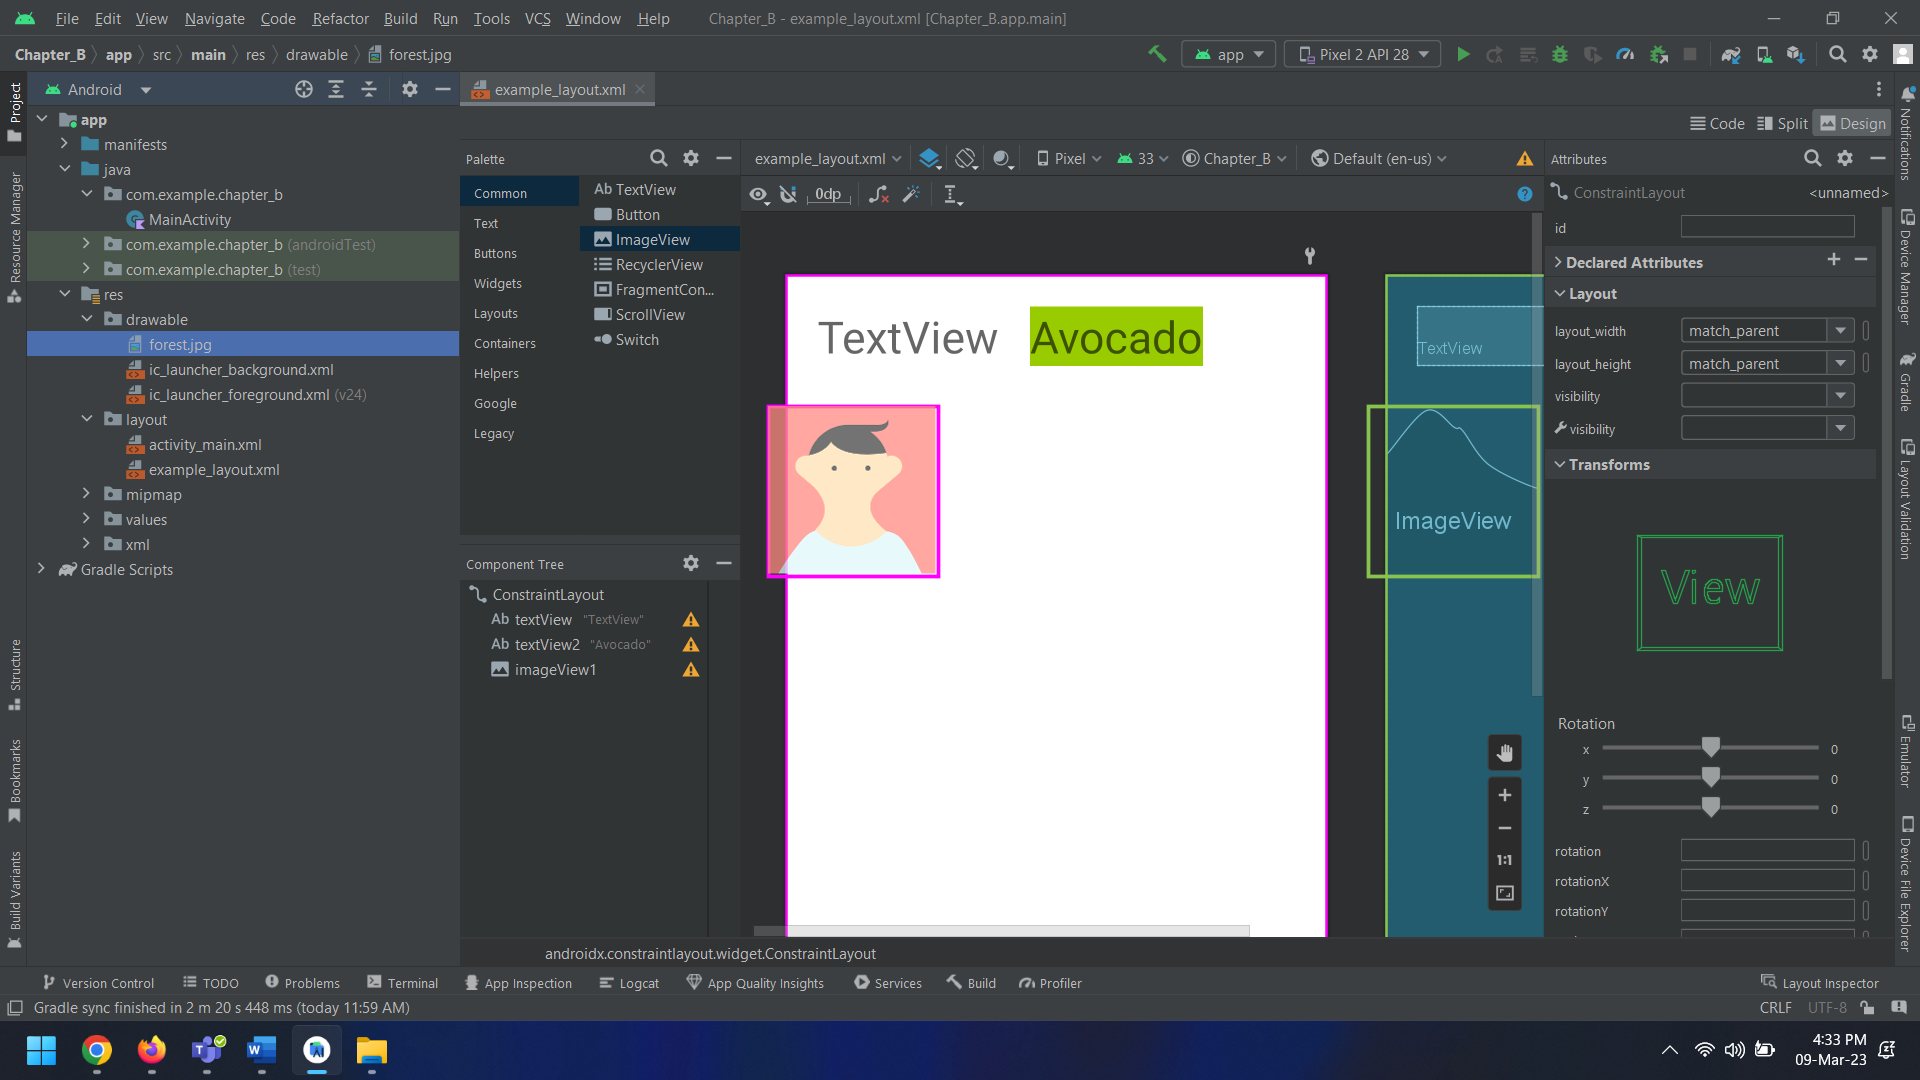 File Edit View Navigate Code Refactor Build Run Tools VCS Window Help Chapter_B - example_layout.xml [Chapter_B.app.main]
Chapter_B app src main res drawable forest.jpg app Pixel 2 API 28
Project
Resource Manager
Structure
Bookmarks
Build Variants
Android
app
manifests
java
com.example.chapter_b
MainActivity
com.example.chapter_b (androidTest)
com.example.chapter_b (test)
res
drawable
forest.jpg
ic_launcher_background.xml
ic_launcher_foreground.xml (v24)
layout
activity_main.xml
example_layout.xml
mipmap
values
xml
Gradle Scripts
example_layout.xml
Code Split Design
Palette
Common
Text
Buttons
Widgets
Layouts
Containers
Helpers
Google
Legacy
Ab TextView
Button
ImageView
RecyclerView
FragmentCon...
ScrollView
Switch
Component Tree
ConstraintLayout
Ab textView "TextView"
Ab textView2 "Avocado"
imageView1
example_layout.xml Pixel 33 Chapter_B Default (en-us)
0dp
TextView Avocado
TextView
ImageView
1:1
androidx.constraintlayout.widget.ConstraintLayout
Attributes
ConstraintLayout <unnamed>
id
Declared Attributes
Layout
layout_width match_parent
layout_height match_parent
visibility
visibility
Transforms
View
Rotation
x 0
y 0
z 0
rotation
rotationX
rotationY
Notifications
Device Manager
Gradle
Layout Validation
Emulator
Device File Explorer
Version Control TODO Problems Terminal App Inspection Logcat App Quality Insights Services Build Profiler Layout Inspector
Gradle sync finished in 2 m 20 s 448 ms (today 11:59 AM) CRLF UTF-8
4:33 PM
09-Mar-23